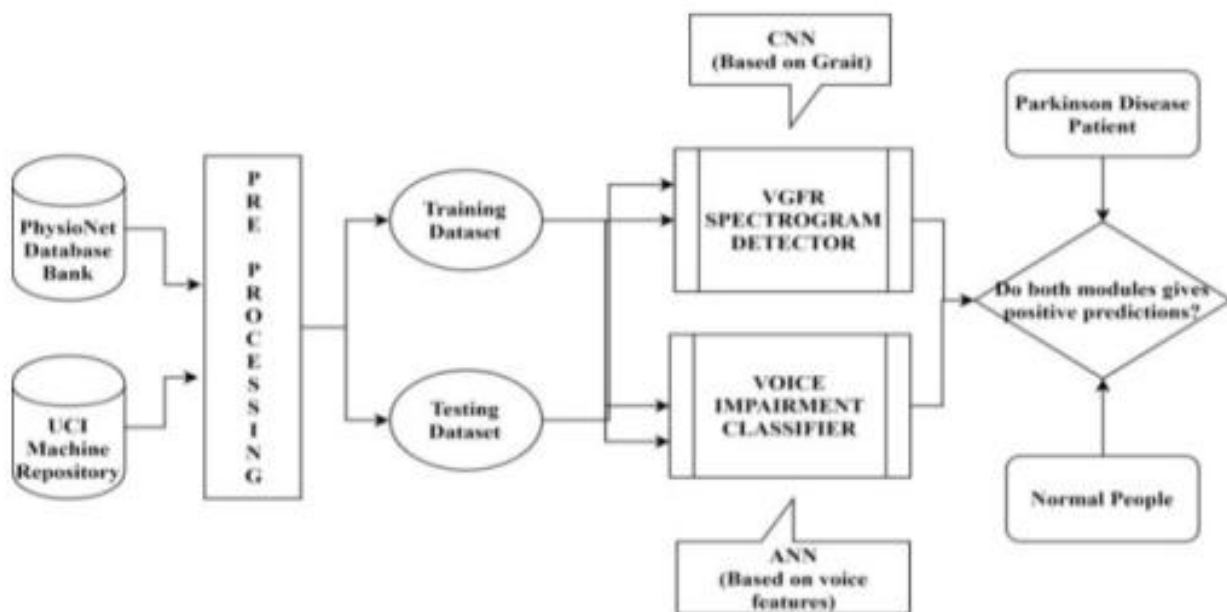 CNN
(Based on Grait)
Parkinson Disease
Patient
PhysioNet
Database
Bank
P
R
E
P
R
O
C
E
S
S
I
N
G
Training
Dataset
VGFR
SPECTROGRAM
DETECTOR
Do both modules gives
positive predictions?
UCI
Machine
Repository
Testing
Dataset
VOICE
IMPAIRMENT
CLASSIFIER
Normal People
ANN
(Based on voice
features)